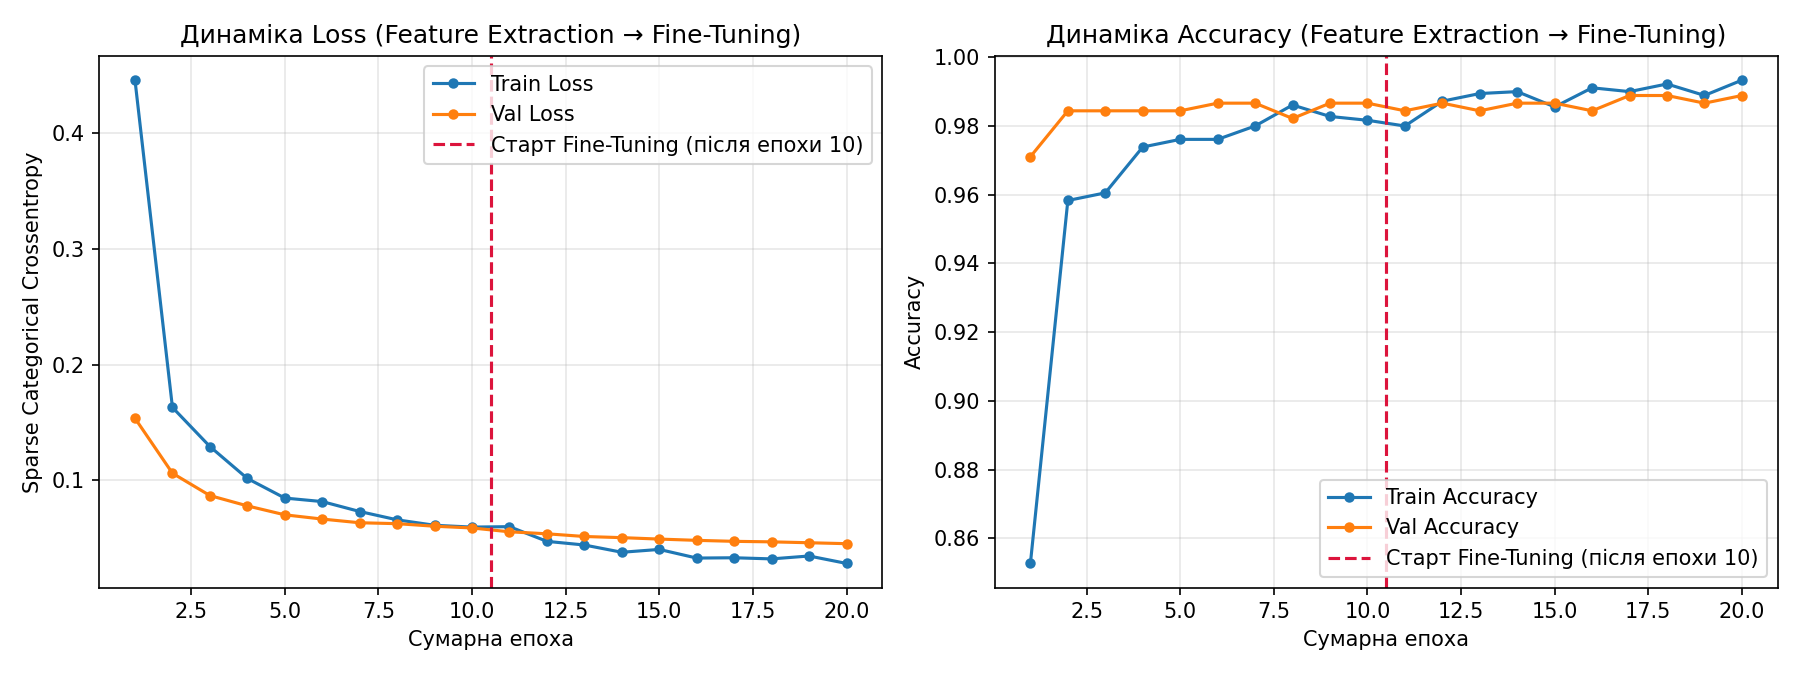 Динаміка Loss (Feature Extraction → Fine-Tuning)
Sparse Categorical Crossentropy
0.4
0.3
0.2
0.1
Train Loss
Val Loss
Старт Fine-Tuning (після епохи 10)
2.5 5.0 7.5 10.0 12.5 15.0 17.5 20.0
Сумарна епоха
Динаміка Accuracy (Feature Extraction → Fine-Tuning)
Accuracy
1.00
0.98
0.96
0.94
0.92
0.90
0.88
0.86
Train Accuracy
Val Accuracy
Старт Fine-Tuning (після епохи 10)
2.5 5.0 7.5 10.0 12.5 15.0 17.5 20.0
Сумарна епоха